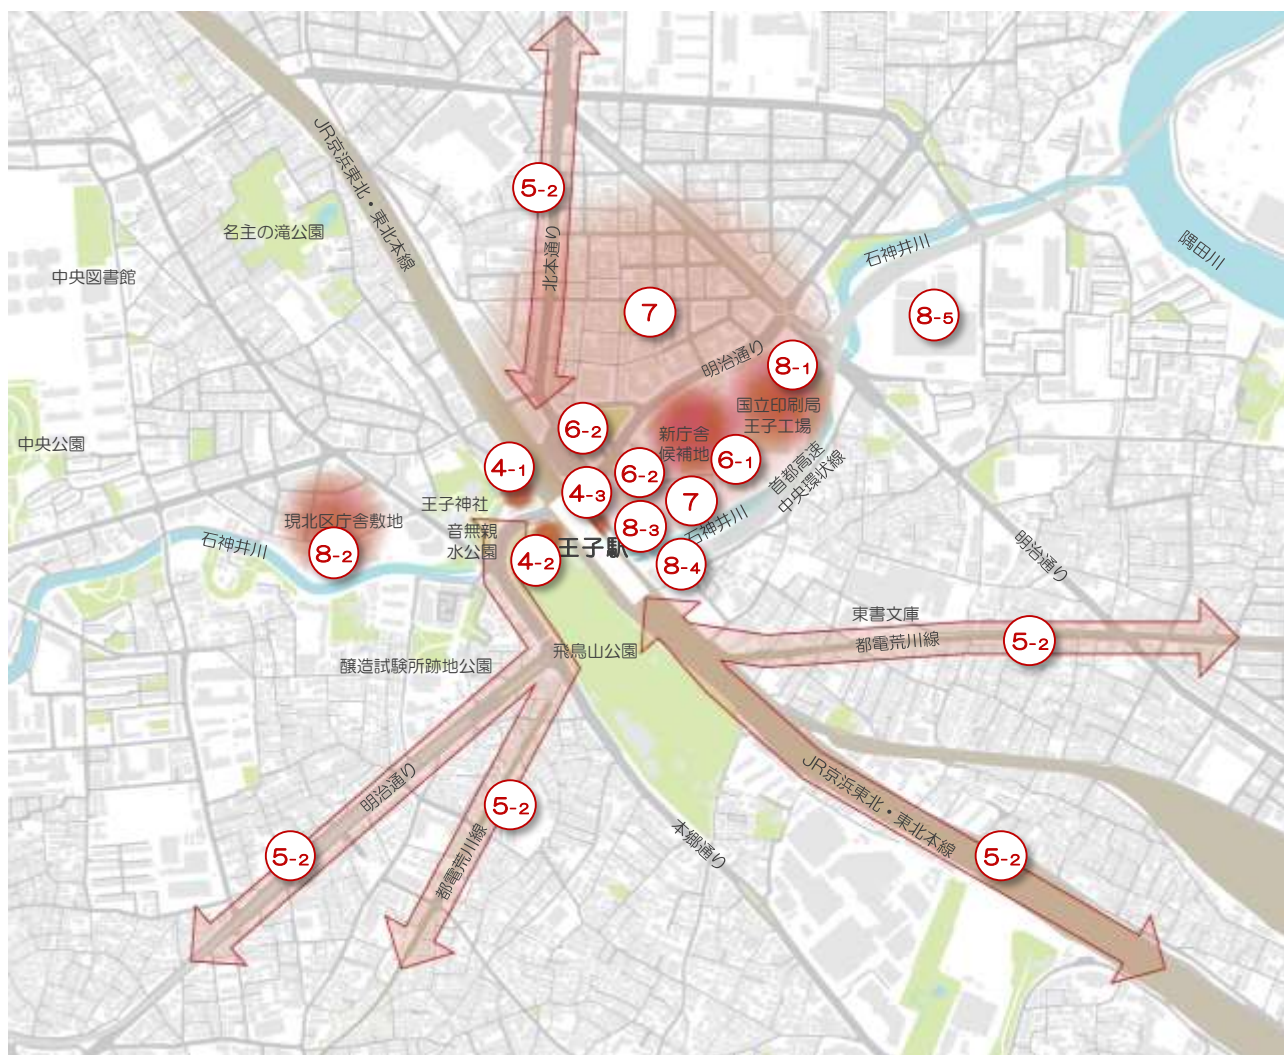 JR京浜東北・東北本線
5-2
北本通り
名主の滝公園
中央図書館
石神井川
隅田川
7
8-5
明治通り
8-1
国立印刷局
王子工場
6-2
新庁舎
候補地
中央公園
4-1
6-2
6-1
首都高速
中央環状線
4-3
7
王子神社
現北区庁舎敷地
8-2
石神井川
音無親
水公園
8-3
石神井川
王子駅
4-2
8-4
明治通り
東書文庫
都電荒川線
5-2
飛鳥山公園
醸造試験所跡地公園
明治通り
5-2
都電荒川線
5-2
本郷通り
JR京浜東北・東北本線
5-2